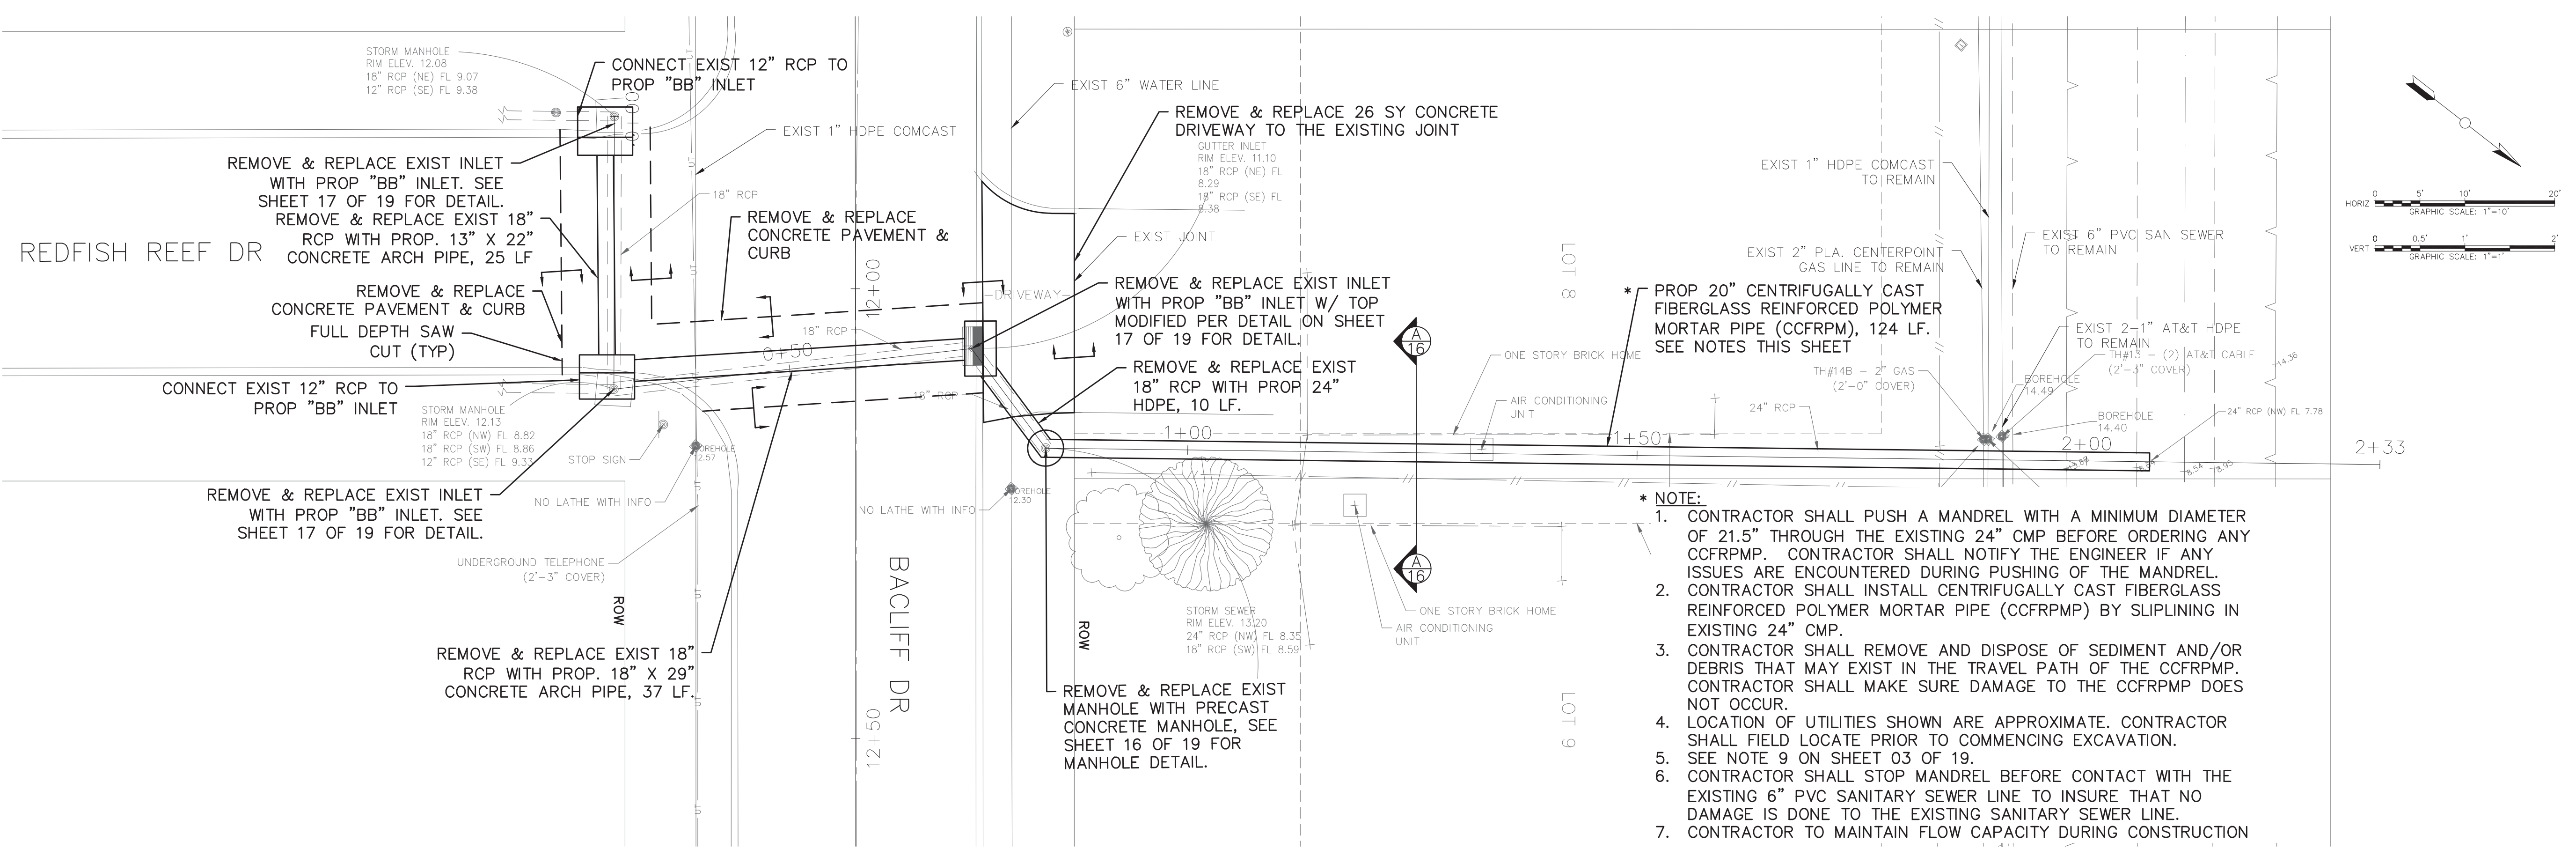 STORM MANHOLE
RIM ELEV. 12.08
18" RCP (NE) FL 9.07
12" RCP (SE) FL 9.38
CONNECT EXIST 12" RCP TO
PROP "BB" INLET
REMOVE & REPLACE EXIST INLET
WITH PROP "BB" INLET. SEE
SHEET 17 OF 19 FOR DETAIL.
REMOVE & REPLACE EXIST 18"
RCP WITH PROP. 13" X 22"
CONCRETE ARCH PIPE, 25 LF
REDFISH REEF DR
REMOVE & REPLACE
CONCRETE PAVEMENT & CURB
FULL DEPTH SAW
CUT (TYP)
CONNECT EXIST 12" RCP TO
PROP "BB" INLET
STORM MANHOLE
RIM ELEV. 12.13
18" RCP (NW) FL 8.82
18" RCP (SW) FL 8.86
12" RCP (SE) FL 9.33
STOP SIGN
BOREHOLE
12.57
REMOVE & REPLACE EXIST INLET
WITH PROP "BB" INLET. SEE
SHEET 17 OF 19 FOR DETAIL.
NO LATHE WITH INFO
UNDERGROUND TELEPHONE
(2'-3" COVER)
ROW
REMOVE & REPLACE EXIST 18"
RCP WITH PROP. 18" X 29"
CONCRETE ARCH PIPE, 37 LF.
UT
UT
UT
UT
UT
UT
UT
EXIST 1" HDPE COMCAST
18" RCP
REMOVE & REPLACE
CONCRETE PAVEMENT &
CURB
12+00
18" RCP
0+50
18" RCP
BACLIFF DR
12+50
EXIST 6" WATER LINE
REMOVE & REPLACE 26 SY CONCRETE
DRIVEWAY TO THE EXISTING JOINT
GUTTER INLET
RIM ELEV. 11.10
18" RCP (NE) FL
8.29
18" RCP (SE) FL
8.38
EXIST JOINT
DRIVEWAY
REMOVE & REPLACE EXIST INLET
WITH PROP "BB" INLET W/ TOP
MODIFIED PER DETAIL ON SHEET
17 OF 19 FOR DETAIL.
REMOVE & REPLACE EXIST
18" RCP WITH PROP 24"
HDPE, 10 LF.
1+00
BOREHOLE
12.30
NO LATHE WITH INFO
STORM SEWER
RIM ELEV. 13.20
24" RCP (NW) FL 8.35
18" RCP (SW) FL 8.59
ROW
REMOVE & REPLACE EXIST
MANHOLE WITH PRECAST
CONCRETE MANHOLE, SEE
SHEET 16 OF 19 FOR
MANHOLE DETAIL.
A
16
A
16
ONE STORY BRICK HOME
AIR CONDITIONING
UNIT
ONE STORY BRICK HOME
AIR CONDITIONING
UNIT
LOT 8
LOT 9
* PROP 20" CENTRIFUGALLY CAST
FIBERGLASS REINFORCED POLYMER
MORTAR PIPE (CCFRPM), 124 LF.
SEE NOTES THIS SHEET
1+50
24" RCP
EXIST 1" HDPE COMCAST
TO REMAIN
EXIST 2" PLA. CENTERPOINT
GAS LINE TO REMAIN
EXIST 6" PVC SAN SEWER
TO REMAIN
EXIST 2-1" AT&T HDPE
TO REMAIN
TH#13 - (2) AT&T CABLE
(2'-3" COVER)
TH#14B - 2" GAS
(2'-0" COVER)
BOREHOLE
14.49
BOREHOLE
14.40
14.36
24" RCP (NW) FL 7.78
2+00
8.54
8.95
2+33
HORIZ
0 5' 10' 20'
GRAPHIC SCALE: 1"=10'
VERT
0 0.5' 1' 2'
GRAPHIC SCALE: 1"=1'
* NOTE:
1. CONTRACTOR SHALL PUSH A MANDREL WITH A MINIMUM DIAMETER
OF 21.5" THROUGH THE EXISTING 24" CMP BEFORE ORDERING ANY
CCFRPMP. CONTRACTOR SHALL NOTIFY THE ENGINEER IF ANY
ISSUES ARE ENCOUNTERED DURING PUSHING OF THE MANDREL.
2. CONTRACTOR SHALL INSTALL CENTRIFUGALLY CAST FIBERGLASS
REINFORCED POLYMER MORTAR PIPE (CCFRPMP) BY SLIPLINING IN
EXISTING 24" CMP.
3. CONTRACTOR SHALL REMOVE AND DISPOSE OF SEDIMENT AND/OR
DEBRIS THAT MAY EXIST IN THE TRAVEL PATH OF THE CCFRPMP.
CONTRACTOR SHALL MAKE SURE DAMAGE TO THE CCFRPMP DOES
NOT OCCUR.
4. LOCATION OF UTILITIES SHOWN ARE APPROXIMATE. CONTRACTOR
SHALL FIELD LOCATE PRIOR TO COMMENCING EXCAVATION.
5. SEE NOTE 9 ON SHEET 03 OF 19.
6. CONTRACTOR SHALL STOP MANDREL BEFORE CONTACT WITH THE
EXISTING 6" PVC SANITARY SEWER LINE TO INSURE THAT NO
DAMAGE IS DONE TO THE EXISTING SANITARY SEWER LINE.
7. CONTRACTOR TO MAINTAIN FLOW CAPACITY DURING CONSTRUCTION